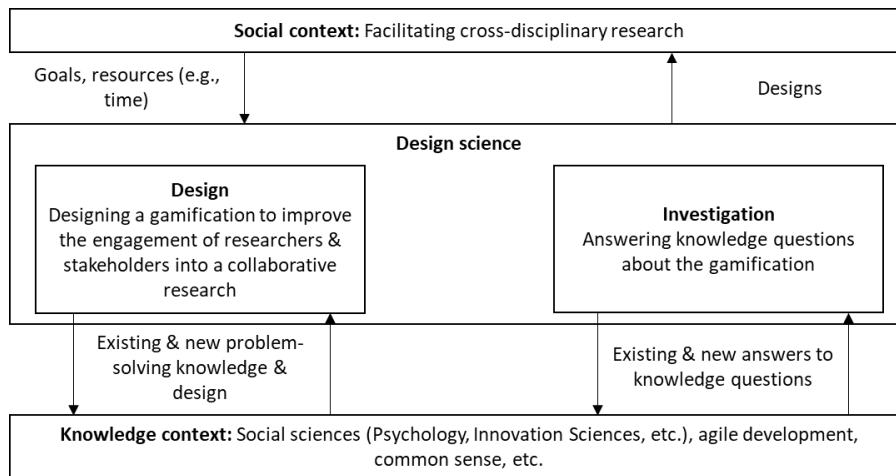 Social context: Facilitating cross-disciplinary research
Goals, resources (e.g.,
time)
Designs
Design science
Design
Designing a gamification to improve
the engagement of researchers &
stakeholders into a collaborative
research
Investigation
Answering knowledge questions
about the gamification
Existing & new problem-
solving knowledge &
design
Existing & new answers to
knowledge questions
Knowledge context: Social sciences (Psychology, Innovation Sciences, etc.), agile development,
common sense, etc.